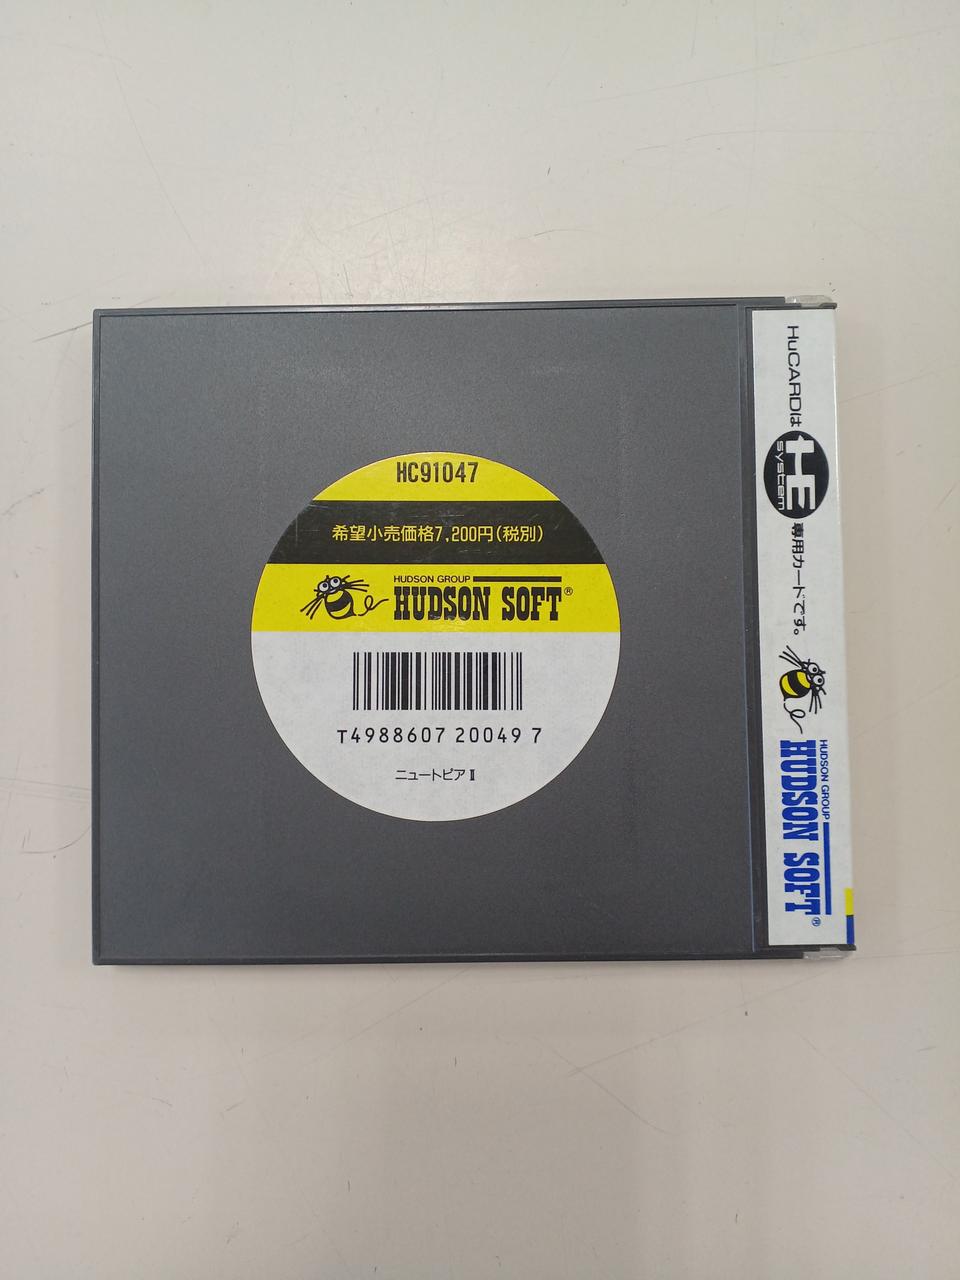 HC91047
希望小売価格7,200円(税別)
HUDSON GROUP
HUDSON SOFT®
T4988607 20049 7
ニュートピアⅡ
HuCARDは HE system 専用カードです。
HUDSON GROUP
HUDSON SOFT®